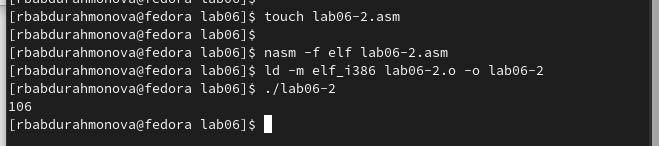 [rbabdurahmonova@fedora lab06]$ touch lab06-2.asm
[rbabdurahmonova@fedora lab06]$
[rbabdurahmonova@fedora lab06]$ nasm -f elf lab06-2.asm
[rbabdurahmonova@fedora lab06]$ ld -m elf_i386 lab06-2.o -o lab06-2
[rbabdurahmonova@fedora lab06]$ ./lab06-2
106
[rbabdurahmonova@fedora lab06]$